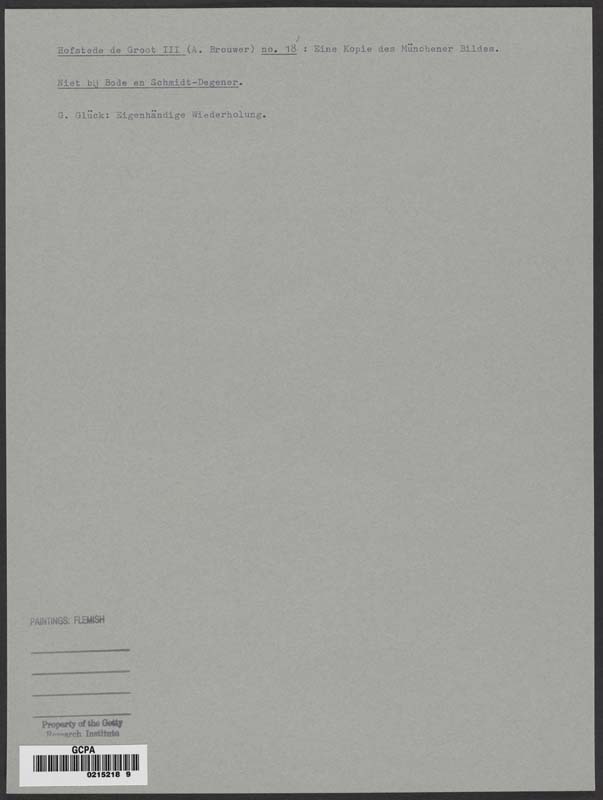 Hofstede de Groot III (A. Brouwer) no. 18' : Eine Kopie des Münchener Bildes.
Niet bij Bode en Schmidt-Degener.
G. Glück: Eigenhändige Wiederholung.
PAINTINGS: FLEMISH
Property of the Getty
Research Institute
GCPA
0215218 9